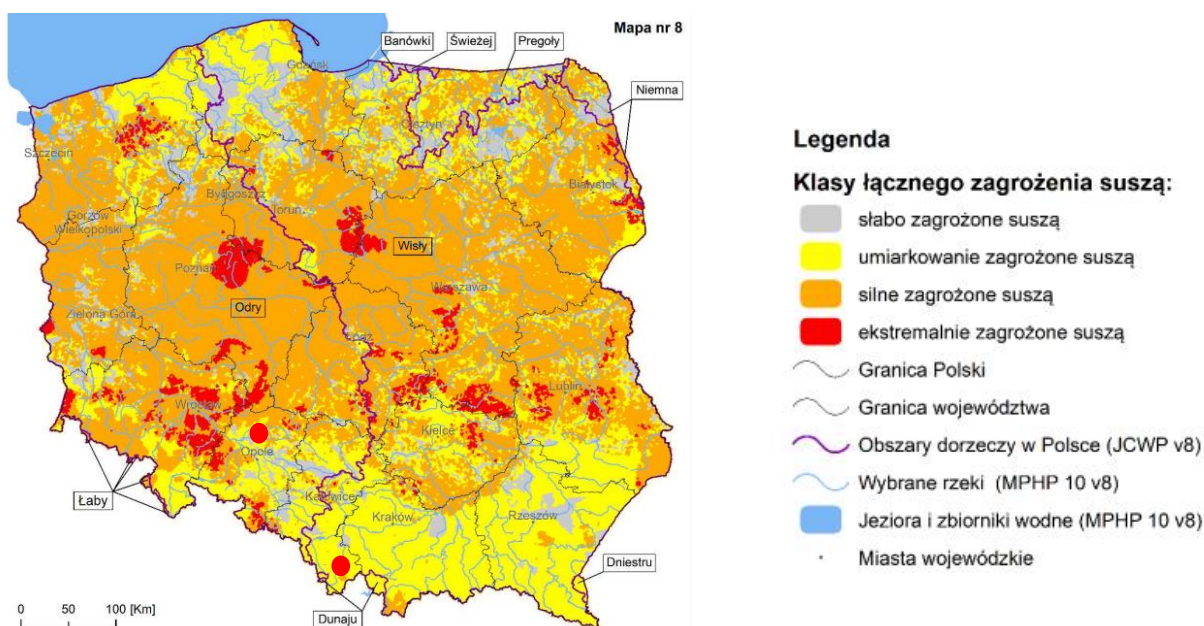 Mapa nr 8
Banówki
Świeżej
Pregoły
Niemna
Gdańsk
Olsztyn
Szczecin
Białystok
Bydgoszcz
Toruń
Gorzów
Wielkopolski
Wisły
Poznań
Warszawa
Odry
Zielona Góra
Łódź
Lublin
Wrocław
Kielce
Opole
Łaby
Katowice
Kraków
Rzeszów
Dniestru
Dunaju
0 50 100 [Km]
Legenda
Klasy łącznego zagrożenia suszą:
słabo zagrożone suszą
umiarkowanie zagrożone suszą
silne zagrożone suszą
ekstremalnie zagrożone suszą
Granica Polski
Granica województwa
Obszary dorzeczy w Polsce (JCWP v8)
Wybrane rzeki (MPHP 10 v8)
Jeziora i zbiorniki wodne (MPHP 10 v8)
Miasta wojewódzkie